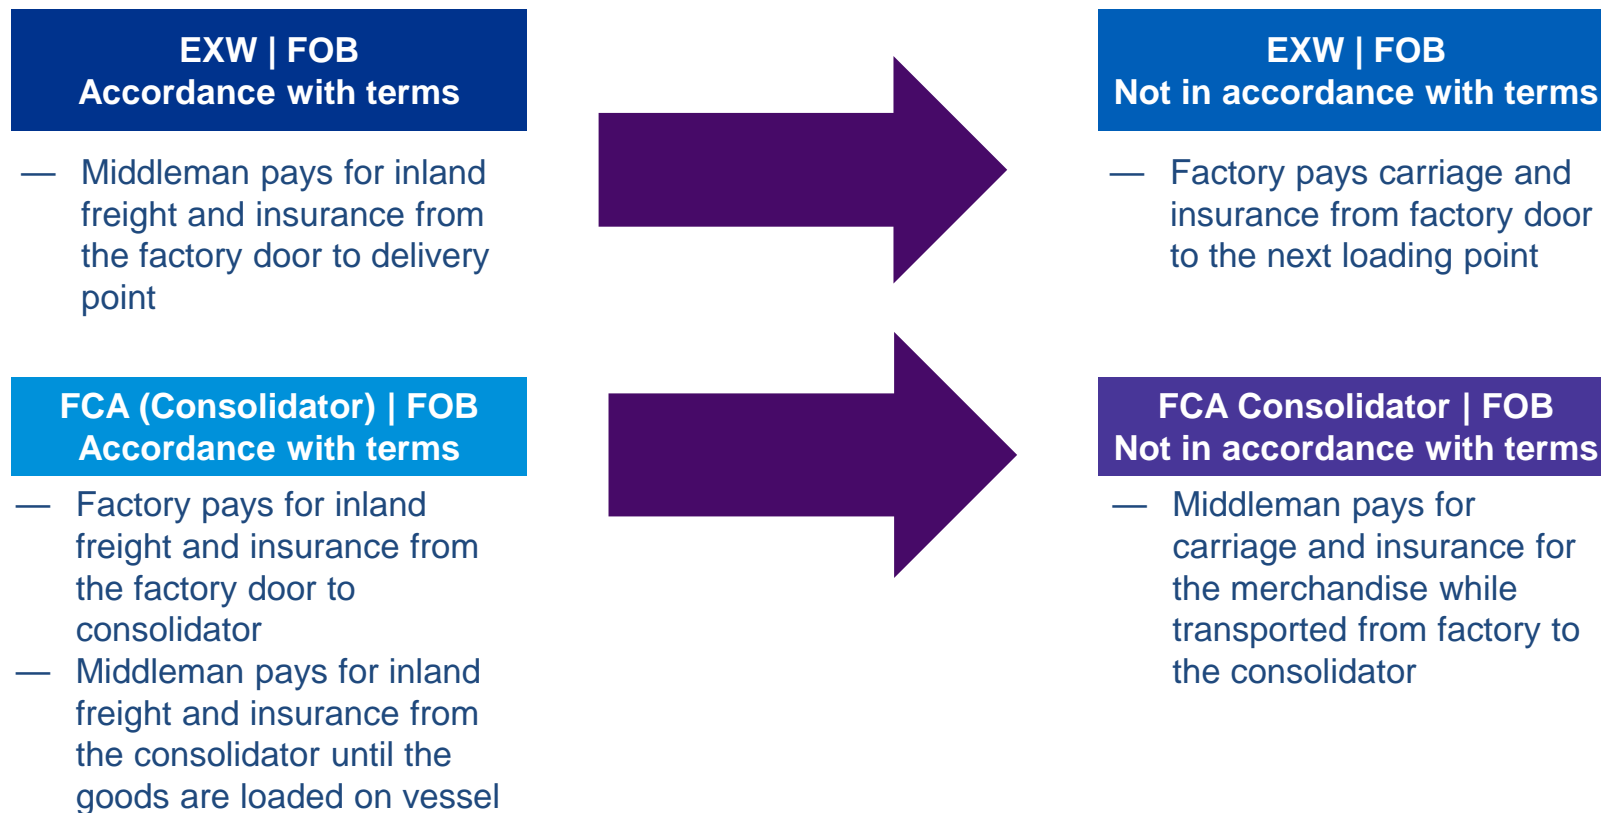 EXW | FOB
Accordance with terms
— Middleman pays for inland
freight and insurance from
the factory door to delivery
point
EXW | FOB
Not in accordance with terms
— Factory pays carriage and
insurance from factory door
to the next loading point
FCA (Consolidator) | FOB
Accordance with terms
— Factory pays for inland
freight and insurance from
the factory door to
consolidator
— Middleman pays for inland
freight and insurance from
the consolidator until the
goods are loaded on vessel
FCA Consolidator | FOB
Not in accordance with terms
— Middleman pays for
carriage and insurance for
the merchandise while
transported from factory to
the consolidator